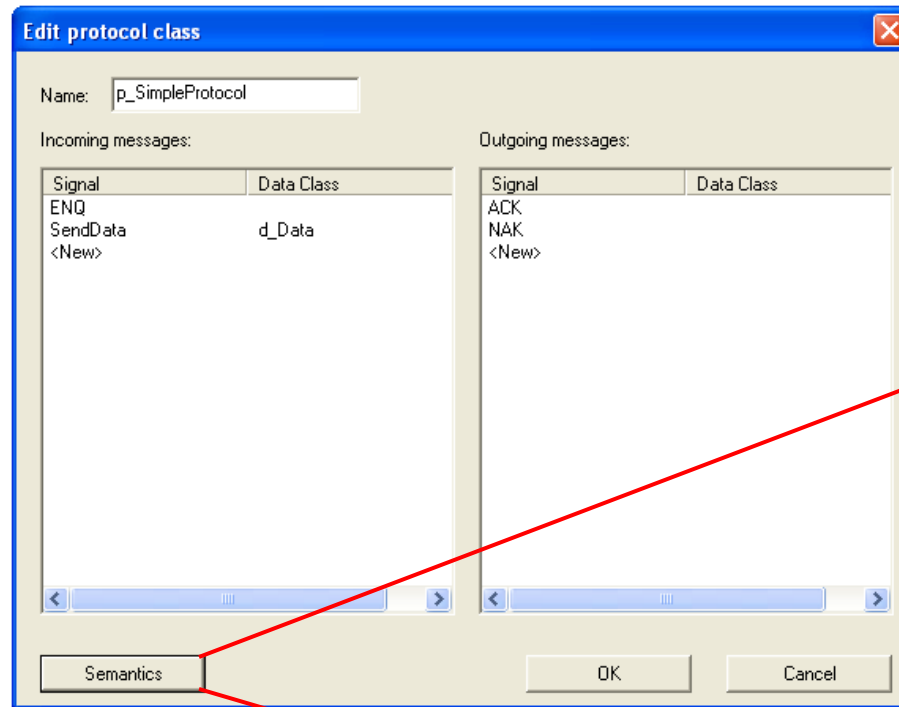 Edit protocol class
Name: p_SimpleProtocol
Incoming messages:
Signal Data Class
ENQ
SendData d_Data
<New>
Outgoing messages:
Signal Data Class
ACK
NAK
<New>
Semantics OK Cancel